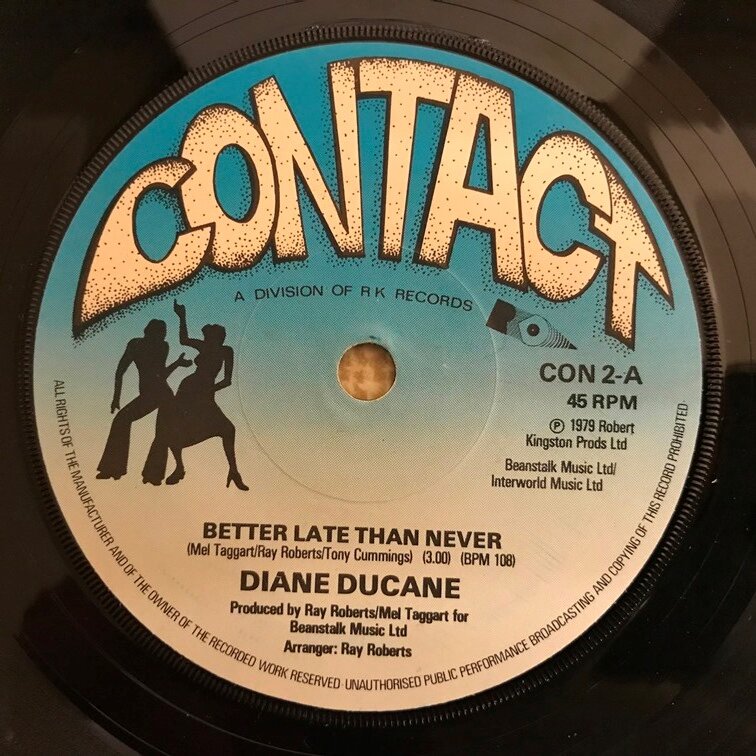 CONTACT
A DIVISION OF R K RECORDS
CON 2-A
45 RPM
℗ 1979 Robert
Kingston Prods Ltd
Beanstalk Music Ltd/
Interworld Music Ltd
BETTER LATE THAN NEVER
(Mel Taggart/Ray Roberts/Tony Cummings) (3.00) (BPM 108)
DIANE DUCANE
Produced by Ray Roberts/Mel Taggart for
Beanstalk Music Ltd
Arranger: Ray Roberts
ALL RIGHTS OF THE MANUFACTURER AND OF THE OWNER OF THE RECORDED WORK RESERVED·UNAUTHORISED PUBLIC PERFORMANCE BROADCASTING AND COPYING OF THIS RECORD PROHIBITED·